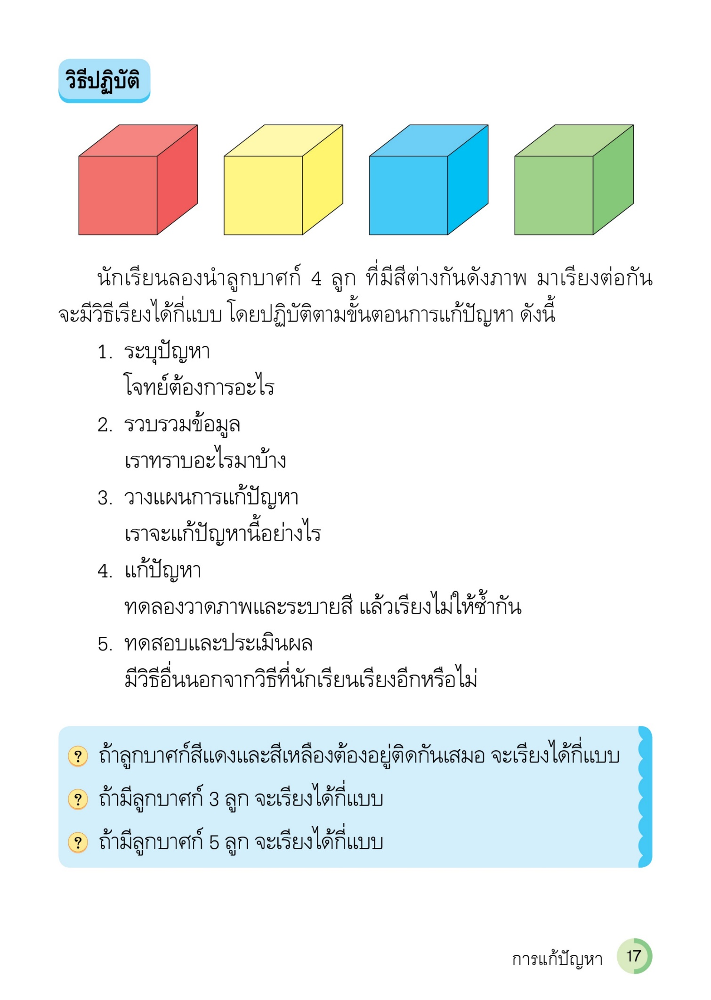 วิธีปฏิบัติ
นักเรียนลองนำลูกบาศก์ 4 ลูก ที่มีสีต่างกันดังภาพ มาเรียงต่อกัน
จะมีวิธีเรียงได้กี่แบบ โดยปฏิบัติตามขั้นตอนการแก้ปัญหา ดังนี้
1. ระบุปัญหา
โจทย์ต้องการอะไร
2. รวบรวมข้อมูล
เราทราบอะไรมาบ้าง
3. วางแผนการแก้ปัญหา
เราจะแก้ปัญหานี้อย่างไร
4. แก้ปัญหา
ทดลองวาดภาพและระบายสี แล้วเรียงไม่ให้ซ้ำกัน
5. ทดสอบและประเมินผล
มีวิธีอื่นนอกจากวิธีที่นักเรียนเรียงอีกหรือไม่
? ถ้าลูกบาศก์สีแดงและสีเหลืองต้องอยู่ติดกันเสมอ จะเรียงได้กี่แบบ
? ถ้ามีลูกบาศก์ 3 ลูก จะเรียงได้กี่แบบ
? ถ้ามีลูกบาศก์ 5 ลูก จะเรียงได้กี่แบบ
การแก้ปัญหา 17